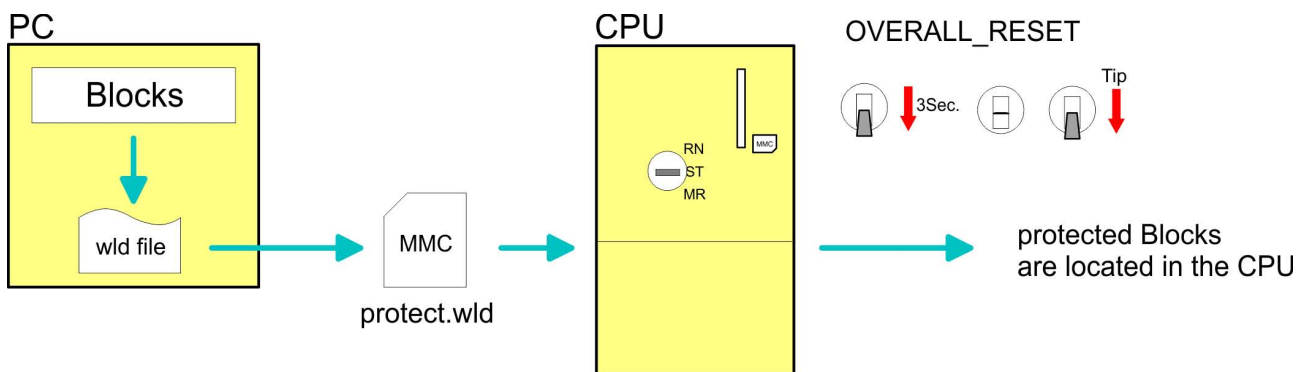 PC
Blocks
wld file
MMC
protect.wld
CPU
MMC
RN
ST
MR
OVERALL_RESET
3Sec.
Tip
protected Blocks
are located in the CPU